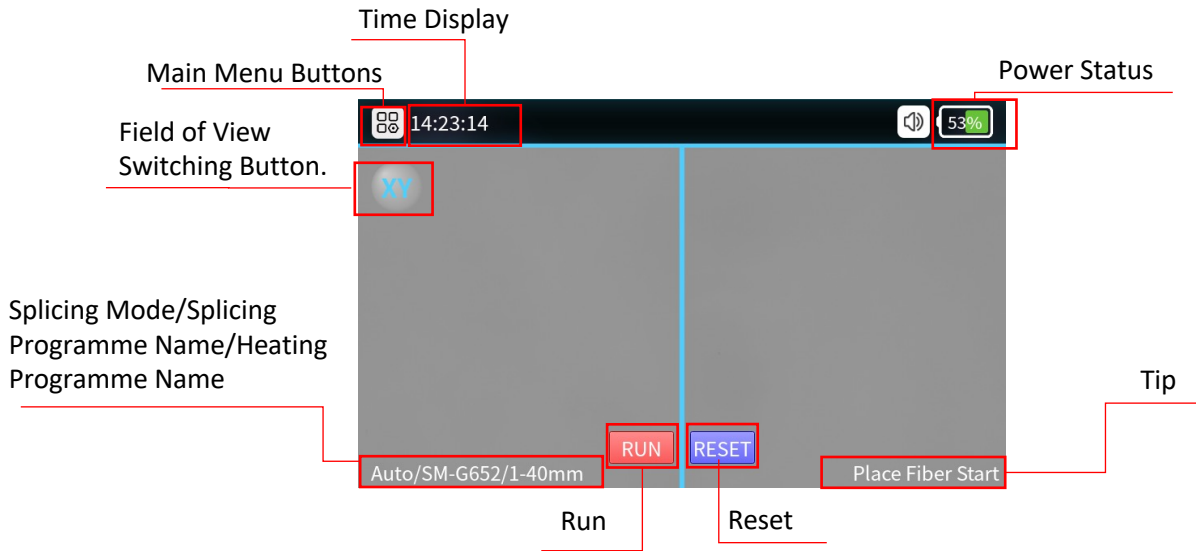 Time Display
Main Menu Buttons
Power Status
14:23:14
53%
Field of View
Switching Button.
XY
Splicing Mode/Splicing
Programme Name/Heating
Programme Name
Tip
RUN
RESET
Auto/SM-G652/1-40mm
Place Fiber Start
Run
Reset